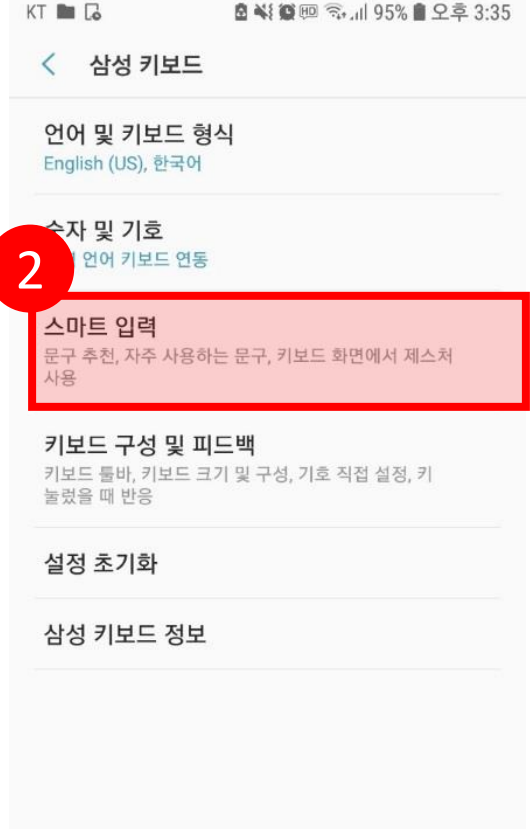 KT HD 95% 오후 3:35
삼성 키보드
언어 및 키보드 형식
English (US), 한국어
숫자 및 기호
언어 키보드 연동
2
스마트 입력
문구 추천, 자주 사용하는 문구, 키보드 화면에서 제스처
사용
키보드 구성 및 피드백
키보드 툴바, 키보드 크기 및 구성, 기호 직접 설정, 키
눌렀을 때 반응
설정 초기화
삼성 키보드 정보